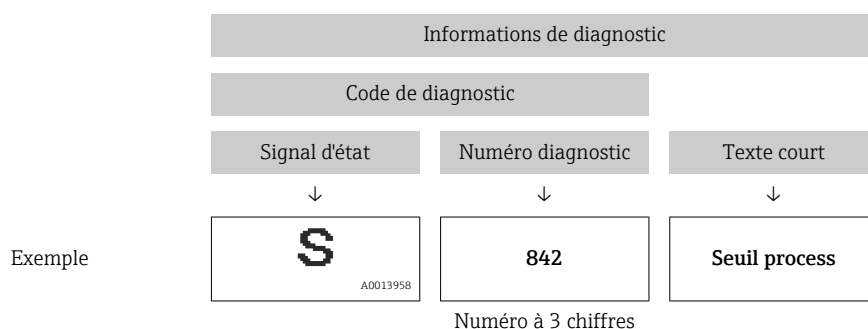 Informations de diagnostic
Code de diagnostic
Signal d'état Numéro diagnostic Texte court
↓ ↓ ↓
Exemple S 842 Seuil process
A0013958
Numéro à 3 chiffres